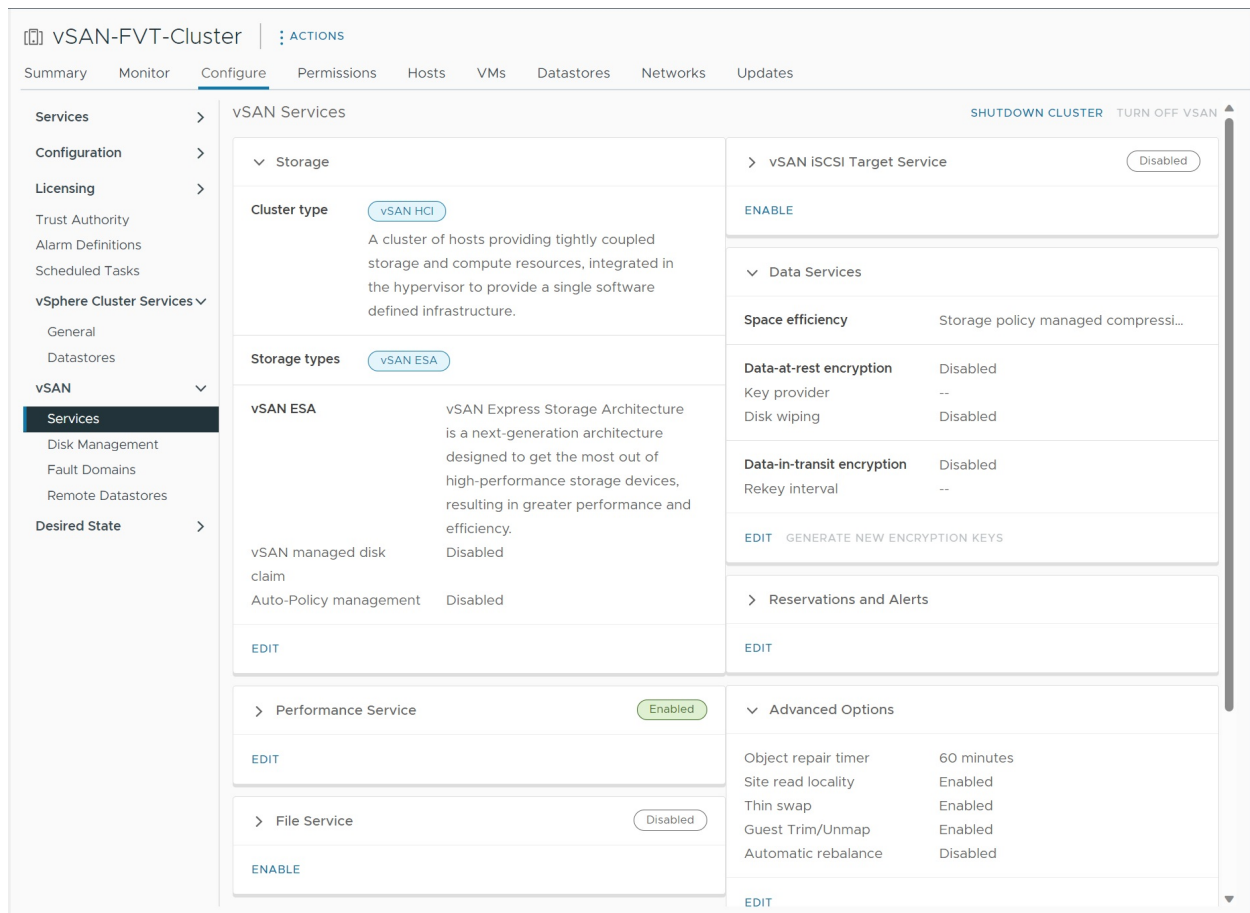 vSAN-FVT-Cluster
ACTIONS
Summary Monitor Configure Permissions Hosts VMs Datastores Networks Updates
Services
Configuration
Licensing
Trust Authority
Alarm Definitions
Scheduled Tasks
vSphere Cluster Services
General
Datastores
vSAN
Services
Disk Management
Fault Domains
Remote Datastores
Desired State
vSAN Services
SHUTDOWN CLUSTER TURN OFF VSAN
Storage
Cluster type vSAN HCI
A cluster of hosts providing tightly coupled
storage and compute resources, integrated in
the hypervisor to provide a single software
defined infrastructure.
Storage types vSAN ESA
vSAN ESA vSAN Express Storage Architecture
is a next-generation architecture
designed to get the most out of
high-performance storage devices,
resulting in greater performance and
efficiency.
vSAN managed disk Disabled
claim
Auto-Policy management Disabled
EDIT
Performance Service Enabled
EDIT
File Service Disabled
ENABLE
vSAN iSCSI Target Service Disabled
ENABLE
Data Services
Space efficiency Storage policy managed compressi...
Data-at-rest encryption Disabled
Key provider --
Disk wiping Disabled
Data-in-transit encryption Disabled
Rekey interval --
EDIT GENERATE NEW ENCRYPTION KEYS
Reservations and Alerts
EDIT
Advanced Options
Object repair timer 60 minutes
Site read locality Enabled
Thin swap Enabled
Guest Trim/Unmap Enabled
Automatic rebalance Disabled
EDIT